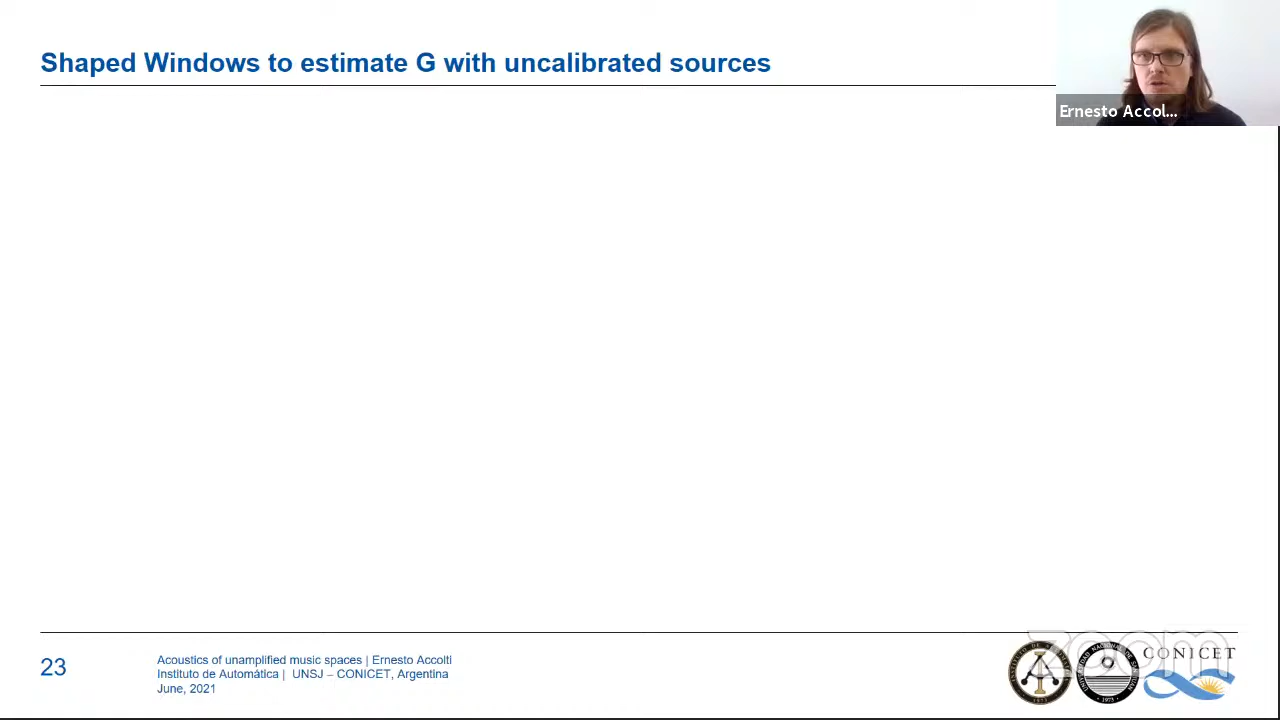 Shaped Windows to estimate G with uncalibrated sources
Ernesto Accol...
23
Acoustics of unamplified music spaces | Ernesto Accolti
Instituto de Automática | UNSJ – CONICET, Argentina
June, 2021
zoom
CONICET